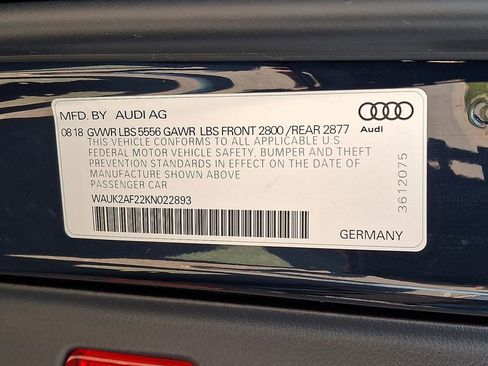 MFD. BY AUDI AG
08 18 GVWR LBS 5556 GAWR LBS FRONT 2800 /REAR 2877
THIS VEHICLE CONFORMS TO ALL APPLICABLE U.S.
FEDERAL MOTOR VEHICLE SAFETY, BUMPER AND THEFT
PREVENTION STANDARDS IN EFFECT ON THE DATE OF
MANUFACTURE SHOWN ABOVE
PASSENGER CAR
WAUK2AF22KN022893
Audi
3612075
GERMANY